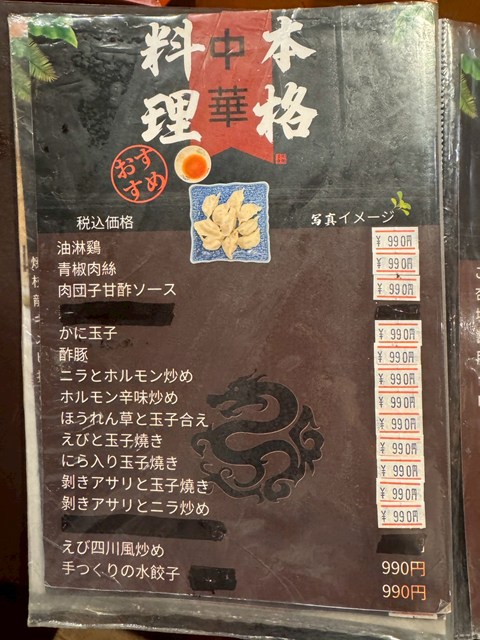 本格
中華
料理
おすすめ
税込価格
写真イメージ
油淋鶏 ¥990円
青椒肉絲 ¥990円
肉団子甘酢ソース ¥990円
かに玉子 ¥990円
酢豚 ¥990円
ニラとホルモン炒め ¥990円
ホルモン辛味炒め ¥990円
ほうれん草と玉子合え ¥990円
えびと玉子焼き ¥990円
にら入り玉子焼き ¥990円
剝きアサリと玉子焼き ¥990円
剝きアサリとニラ炒め ¥990円
えび四川風炒め 990円
手つくりの水餃子 990円